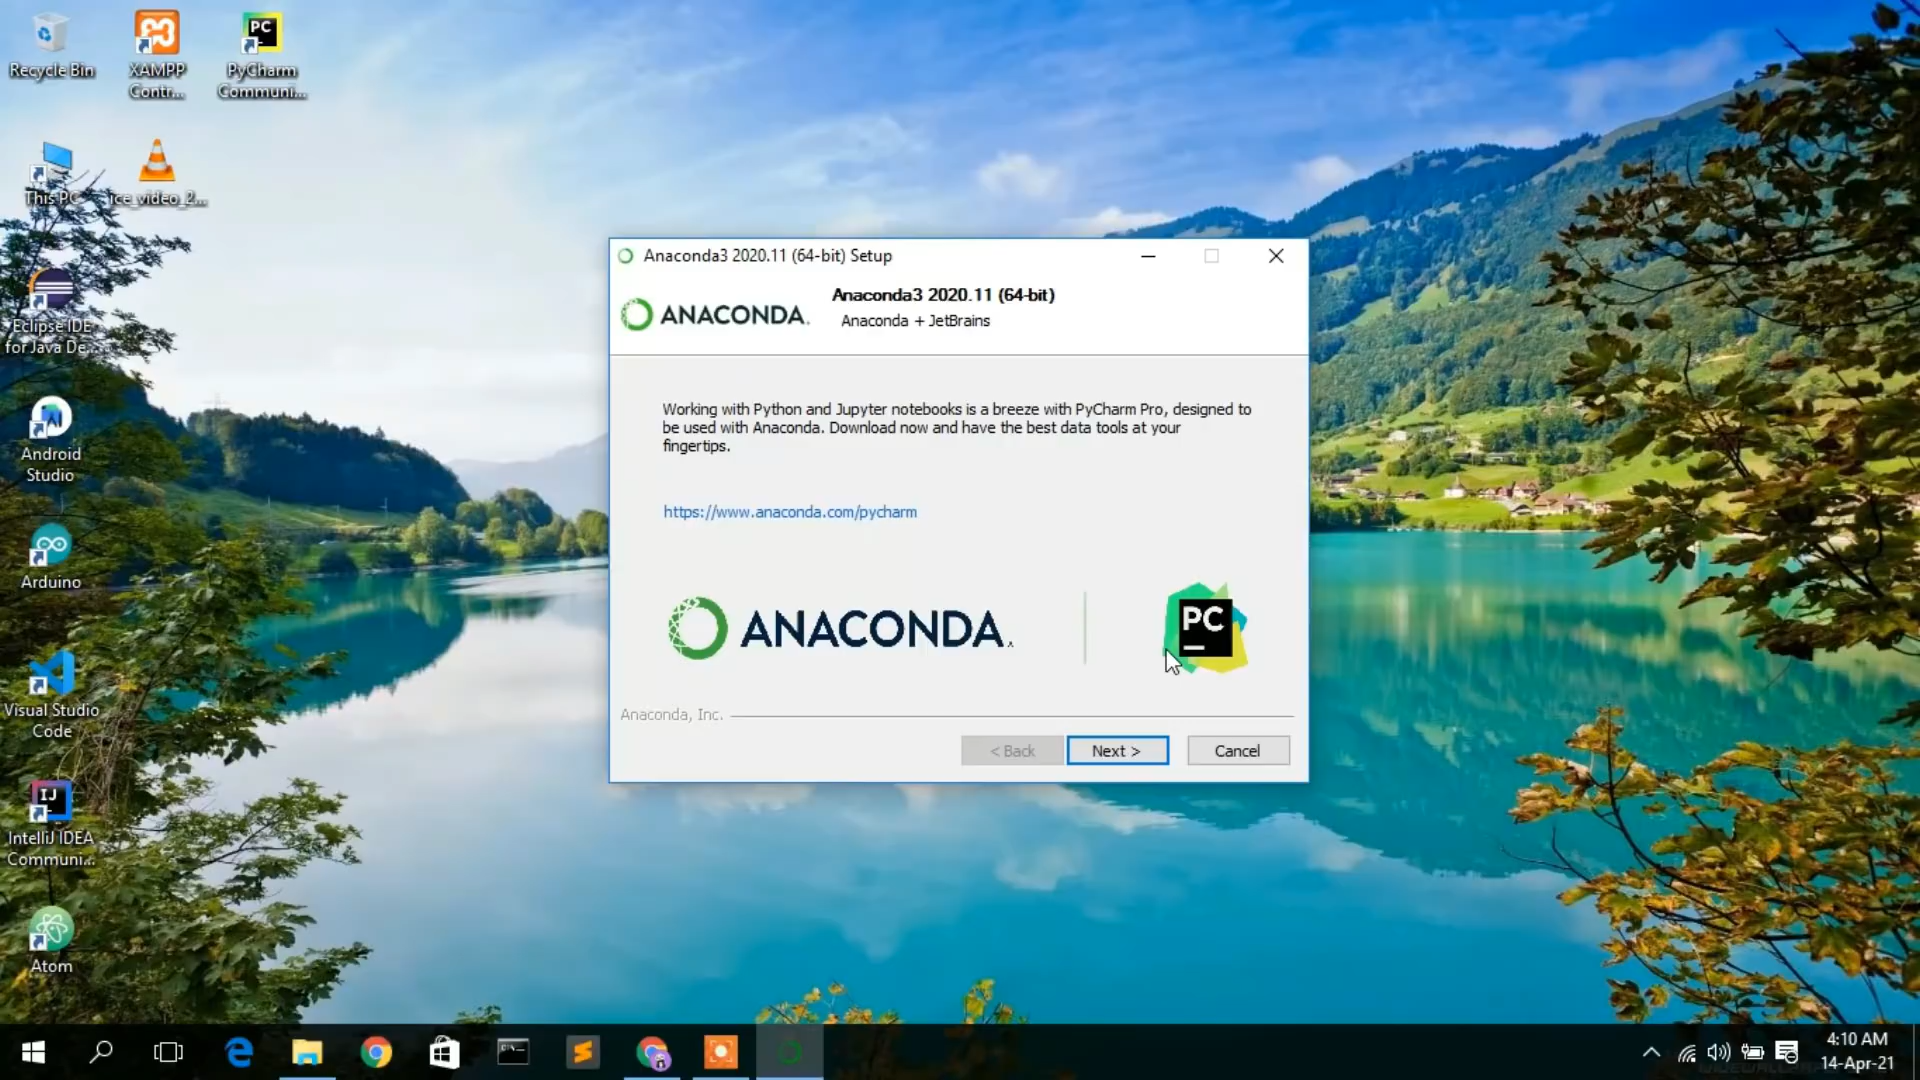 Recycle Bin
XAMPP
Contr...
PyCharm
Communi...
This PC
ice_video_2...
Eclipse IDE
for Java De...
Android
Studio
Arduino
Visual Studio
Code
IntelliJ IDEA
Communi...
Atom
Anaconda3 2020.11 (64-bit) Setup
ANACONDA.
Anaconda3 2020.11 (64-bit)
Anaconda + JetBrains
Working with Python and Jupyter notebooks is a breeze with PyCharm Pro, designed to
be used with Anaconda. Download now and have the best data tools at your
fingertips.
https://www.anaconda.com/pycharm
ANACONDA.
PC
Anaconda, Inc.
< Back
Next >
Cancel
PC
IJ
4:10 AM
14-Apr-21